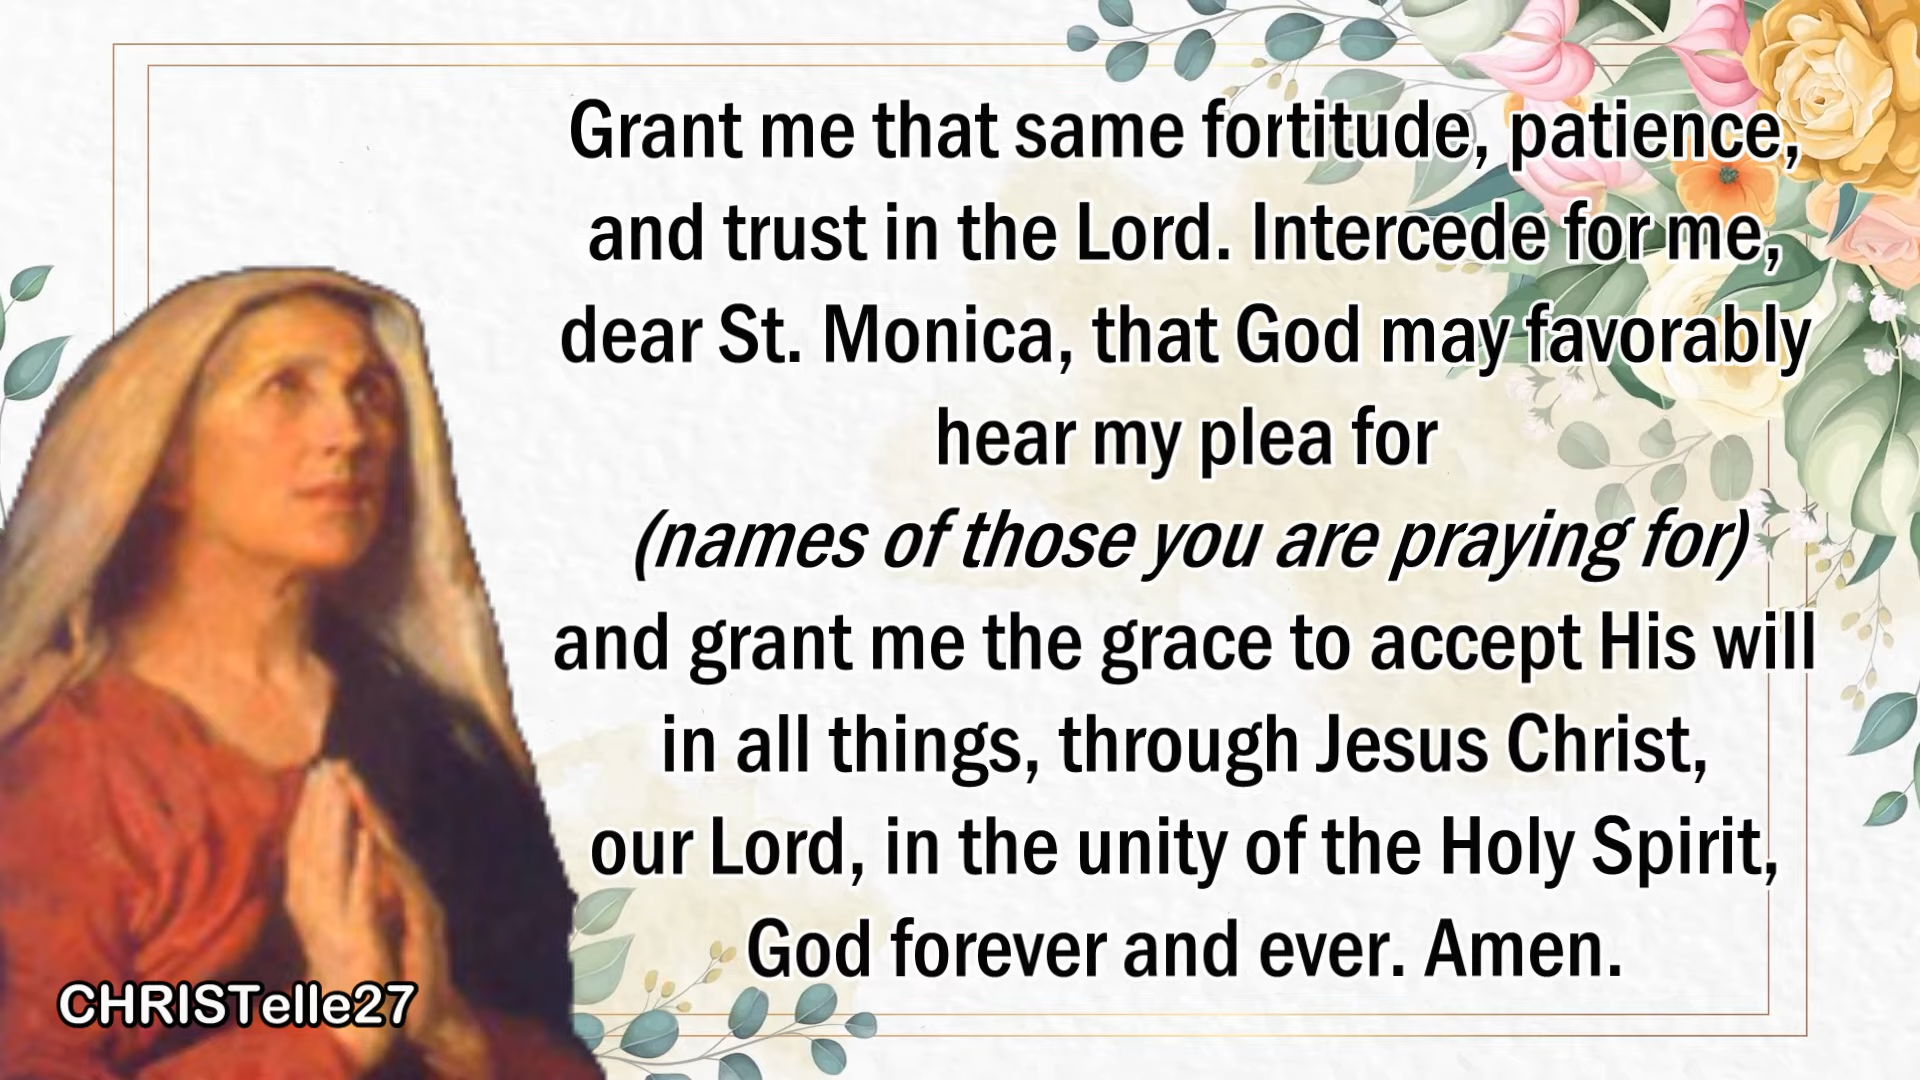 Grant me that same fortitude, patience,
and trust in the Lord. Intercede for me,
dear St. Monica, that God may favorably
hear my plea for
(names of those you are praying for)
and grant me the grace to accept His will
in all things, through Jesus Christ,
our Lord, in the unity of the Holy Spirit,
God forever and ever. Amen.
CHRISTelle27